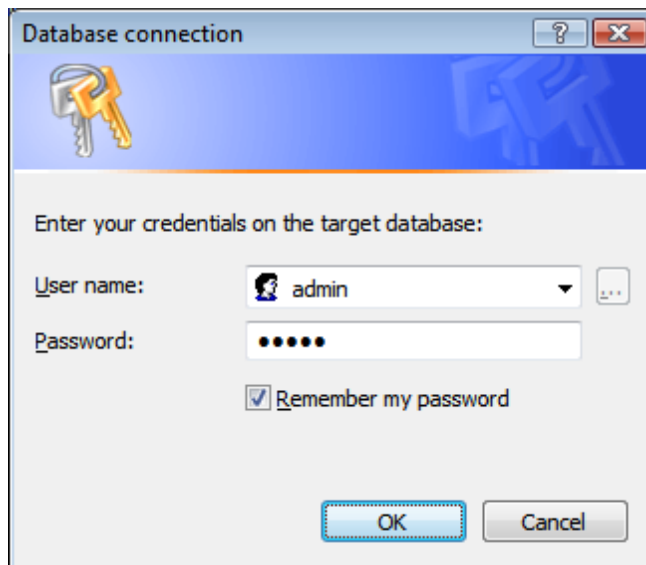 Database connection
Enter your credentials on the target database:
User name: admin ...
Password: •••••
Remember my password
OK Cancel